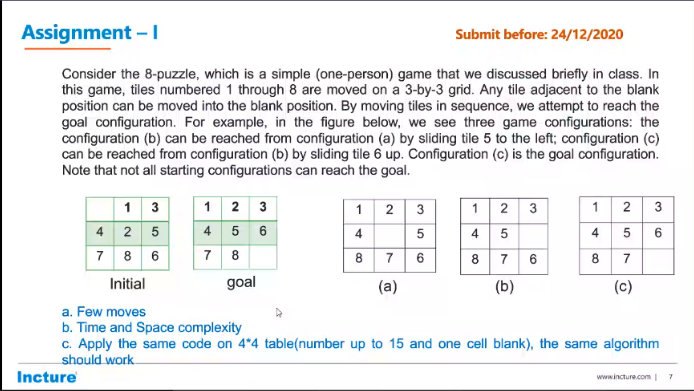 Assignment – I
Submit before: 24/12/2020
Consider the 8-puzzle, which is a simple (one-person) game that we discussed briefly in class. In
this game, tiles numbered 1 through 8 are moved on a 3-by-3 grid. Any tile adjacent to the blank
position can be moved into the blank position. By moving tiles in sequence, we attempt to reach the
goal configuration. For example, in the figure below, we see three game configurations: the
configuration (b) can be reached from configuration (a) by sliding tile 5 to the left; configuration (c)
can be reached from configuration (b) by sliding tile 6 up. Configuration (c) is the goal configuration.
Note that not all starting configurations can reach the goal.
1 3
4 2 5
7 8 6
Initial
1 2 3
4 5 6
7 8
goal
1 2 3
4 5
8 7 6
(a)
1 2 3
4 5
8 7 6
(b)
1 2 3
4 5 6
8 7
(c)
a. Few moves
b. Time and Space complexity
c. Apply the same code on 4*4 table(number up to 15 and one cell blank), the same algorithm
should work
Incture
www.incture.com | 7